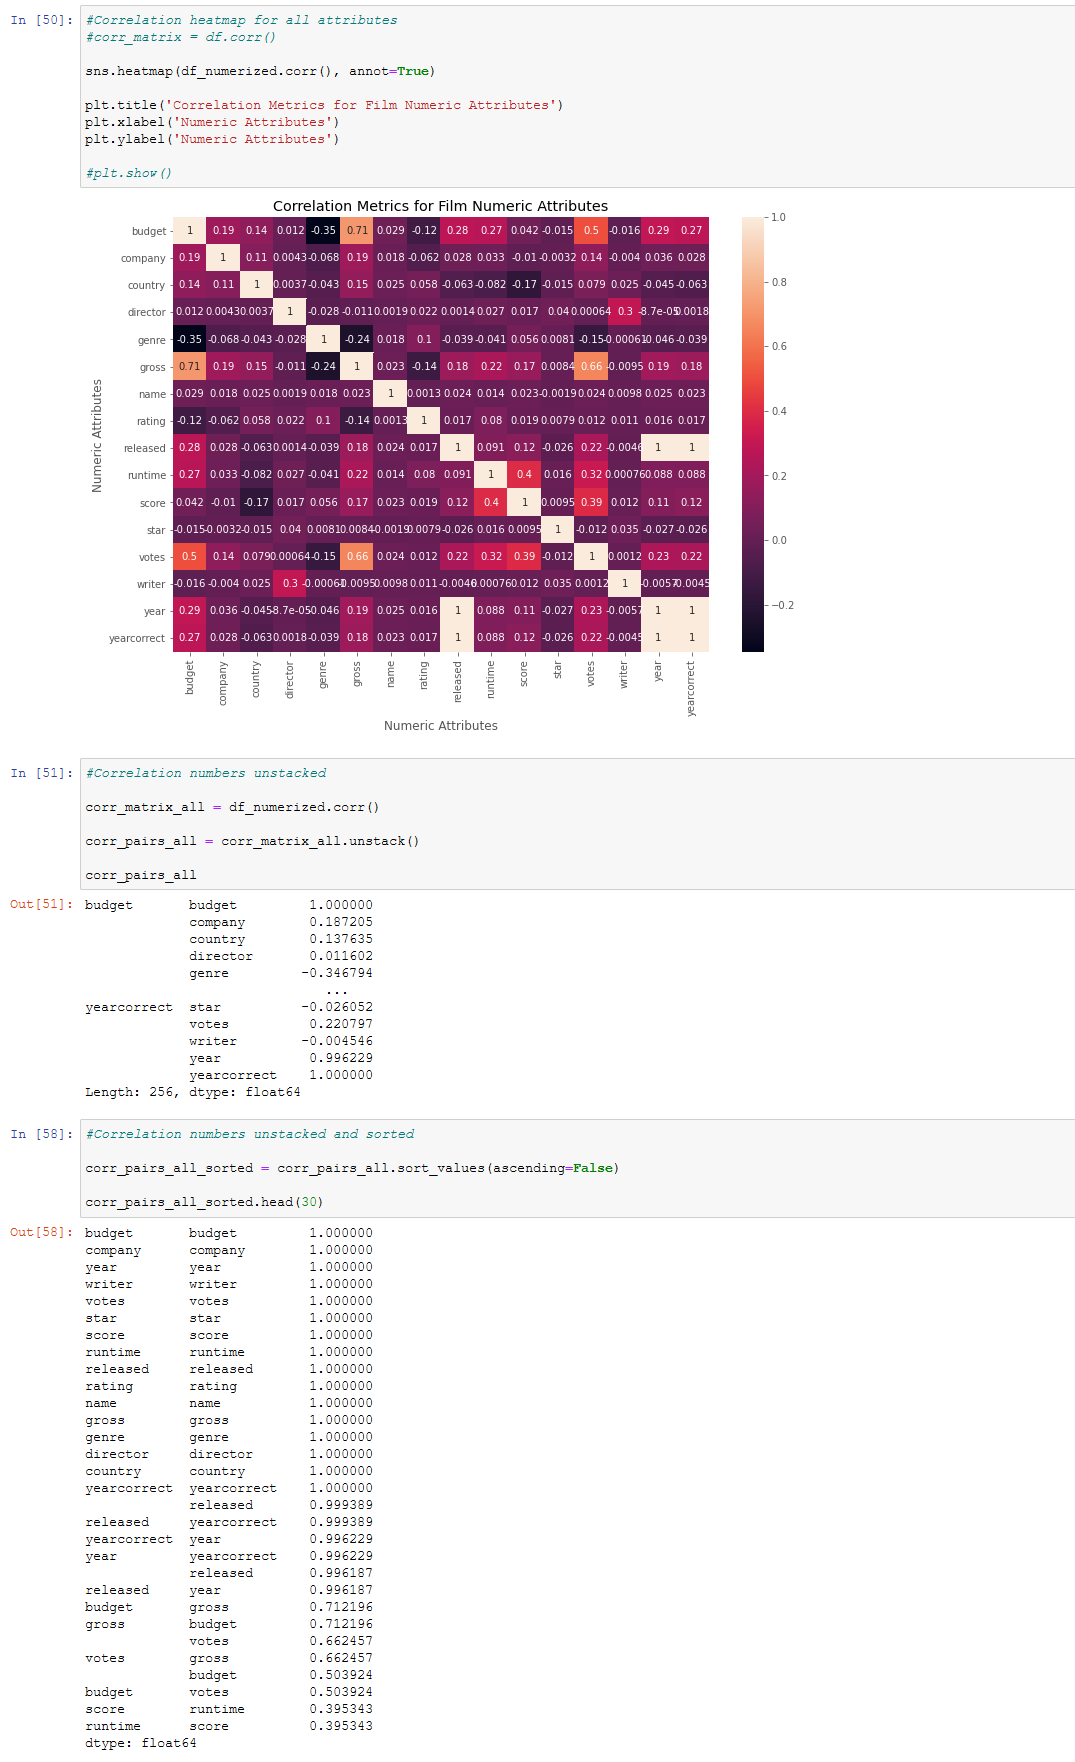 In [50]: #Correlation heatmap for all attributes
#corr_matrix = df.corr()
sns.heatmap(df_numerized.corr(), annot=True)
plt.title('Correlation Metrics for Film Numeric Attributes')
plt.xlabel('Numeric Attributes')
plt.ylabel('Numeric Attributes')
#plt.show()
Correlation Metrics for Film Numeric Attributes
budget 1 0.19 0.14 0.012 -0.35 0.71 0.029 -0.12 0.28 0.27 0.042 -0.015 0.5 -0.016 0.29 0.27
company 0.19 1 0.11 0.0043 -0.068 0.19 0.018 -0.062 0.028 0.033 -0.01 -0.0032 0.14 -0.004 0.036 0.028
country 0.14 0.11 1 0.0037 -0.043 0.15 0.025 0.058 -0.063 -0.082 -0.17 -0.015 0.079 0.025 -0.045 -0.063
director 0.012 0.0043 0.0037 1 -0.028 -0.011 0.0019 0.022 0.0014 0.027 0.017 0.04 0.00064 0.3 -8.7e-05 0.0018
genre -0.35 -0.068 -0.043 -0.028 1 -0.24 0.018 0.1 -0.039 -0.041 0.056 0.0081 -0.15 -0.00061 -0.046 -0.039
gross 0.71 0.19 0.15 -0.011 -0.24 1 0.023 -0.14 0.18 0.22 0.17 0.0084 0.66 -0.0095 0.19 0.18
name 0.029 0.018 0.025 0.0019 0.018 0.023 1 0.0013 0.024 0.014 0.023 -0.0019 0.024 0.0098 0.025 0.023
rating -0.12 -0.062 0.058 0.022 0.1 -0.14 0.0013 1 0.017 0.08 0.019 0.0079 0.012 0.011 0.016 0.017
released 0.28 0.028 -0.063 0.0014 -0.039 0.18 0.024 0.017 1 0.091 0.12 -0.026 0.22 -0.0046 1 1
runtime 0.27 0.033 -0.082 0.027 -0.041 0.22 0.014 0.08 0.091 1 0.4 0.016 0.32 0.00076 0.088 0.088
score 0.042 -0.01 -0.17 0.017 0.056 0.17 0.023 0.019 0.12 0.4 1 0.0095 0.39 0.012 0.11 0.12
star -0.015 -0.0032 -0.015 0.04 0.0081 0.0084 -0.0019 0.0079 -0.026 0.016 0.0095 1 -0.012 0.035 -0.027 -0.026
votes 0.5 0.14 0.079 0.00064 -0.15 0.66 0.024 0.012 0.22 0.32 0.39 -0.012 1 0.0012 0.23 0.22
writer -0.016 -0.004 0.025 0.3 -0.00061 -0.0095 0.0098 0.011 -0.0046 0.00076 0.012 0.035 0.0012 1 -0.0057 -0.0045
year 0.29 0.036 -0.045 -8.7e-05 -0.046 0.19 0.025 0.016 1 0.088 0.11 -0.027 0.23 -0.0057 1 1
yearcorrect 0.27 0.028 -0.063 0.0018 -0.039 0.18 0.023 0.017 1 0.088 0.12 -0.026 0.22 -0.0045 1 1
Numeric Attributes
budget company country director genre gross name rating released runtime score star votes writer year yearcorrect
Numeric Attributes
1.0
0.8
0.6
0.4
0.2
0.0
−0.2
In [51]: #Correlation numbers unstacked
corr_matrix_all = df_numerized.corr()
corr_pairs_all = corr_matrix_all.unstack()
corr_pairs_all
Out[51]: budget budget 1.000000
company 0.187205
country 0.137635
director 0.011602
genre -0.346794
...
yearcorrect star -0.026052
votes 0.220797
writer -0.004546
year 0.996229
yearcorrect 1.000000
Length: 256, dtype: float64
In [58]: #Correlation numbers unstacked and sorted
corr_pairs_all_sorted = corr_pairs_all.sort_values(ascending=False)
corr_pairs_all_sorted.head(30)
Out[58]: budget budget 1.000000
company company 1.000000
year year 1.000000
writer writer 1.000000
votes votes 1.000000
star star 1.000000
score score 1.000000
runtime runtime 1.000000
released released 1.000000
rating rating 1.000000
name name 1.000000
gross gross 1.000000
genre genre 1.000000
director director 1.000000
country country 1.000000
yearcorrect yearcorrect 1.000000
released 0.999389
released yearcorrect 0.999389
yearcorrect year 0.996229
year yearcorrect 0.996229
released 0.996187
released year 0.996187
budget gross 0.712196
gross budget 0.712196
votes 0.662457
votes gross 0.662457
budget 0.503924
budget votes 0.503924
score runtime 0.395343
runtime score 0.395343
dtype: float64